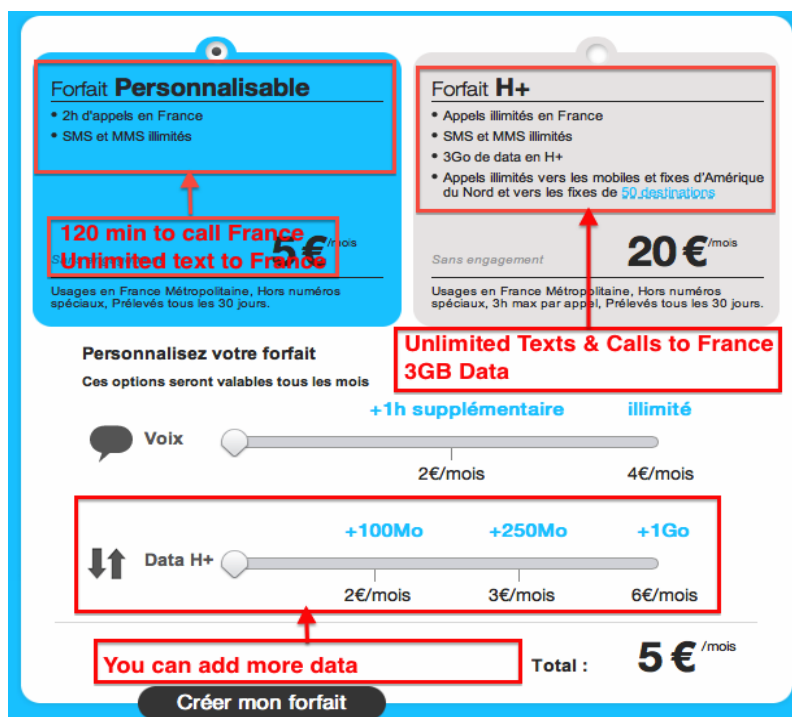 Forfait Personnalisable
• 2h d'appels en France
• SMS et MMS illimités
120 min to call France
Unlimited text to France
Sans engagement
5€/mois
Usages en France Métropolitaine, Hors numéros
spéciaux, Prélevés tous les 30 jours.
Forfait H+
• Appels illimités en France
• SMS et MMS illimités
• 3Go de data en H+
• Appels illimités vers les mobiles et fixes d'Amérique
du Nord et vers les fixes de 50 destinations
Sans engagement
20€/mois
Usages en France Métropolitaine, Hors numéros
spéciaux, 3h max par appel, Prélevés tous les 30 jours.
Unlimited Texts & Calls to France
3GB Data
Personnalisez votre forfait
Ces options seront valables tous les mois
+1h supplémentaire illimité
Voix
2€/mois 4€/mois
+100Mo +250Mo +1Go
Data H+
2€/mois 3€/mois 6€/mois
You can add more data
Total : 5€/mois
Créer mon forfait